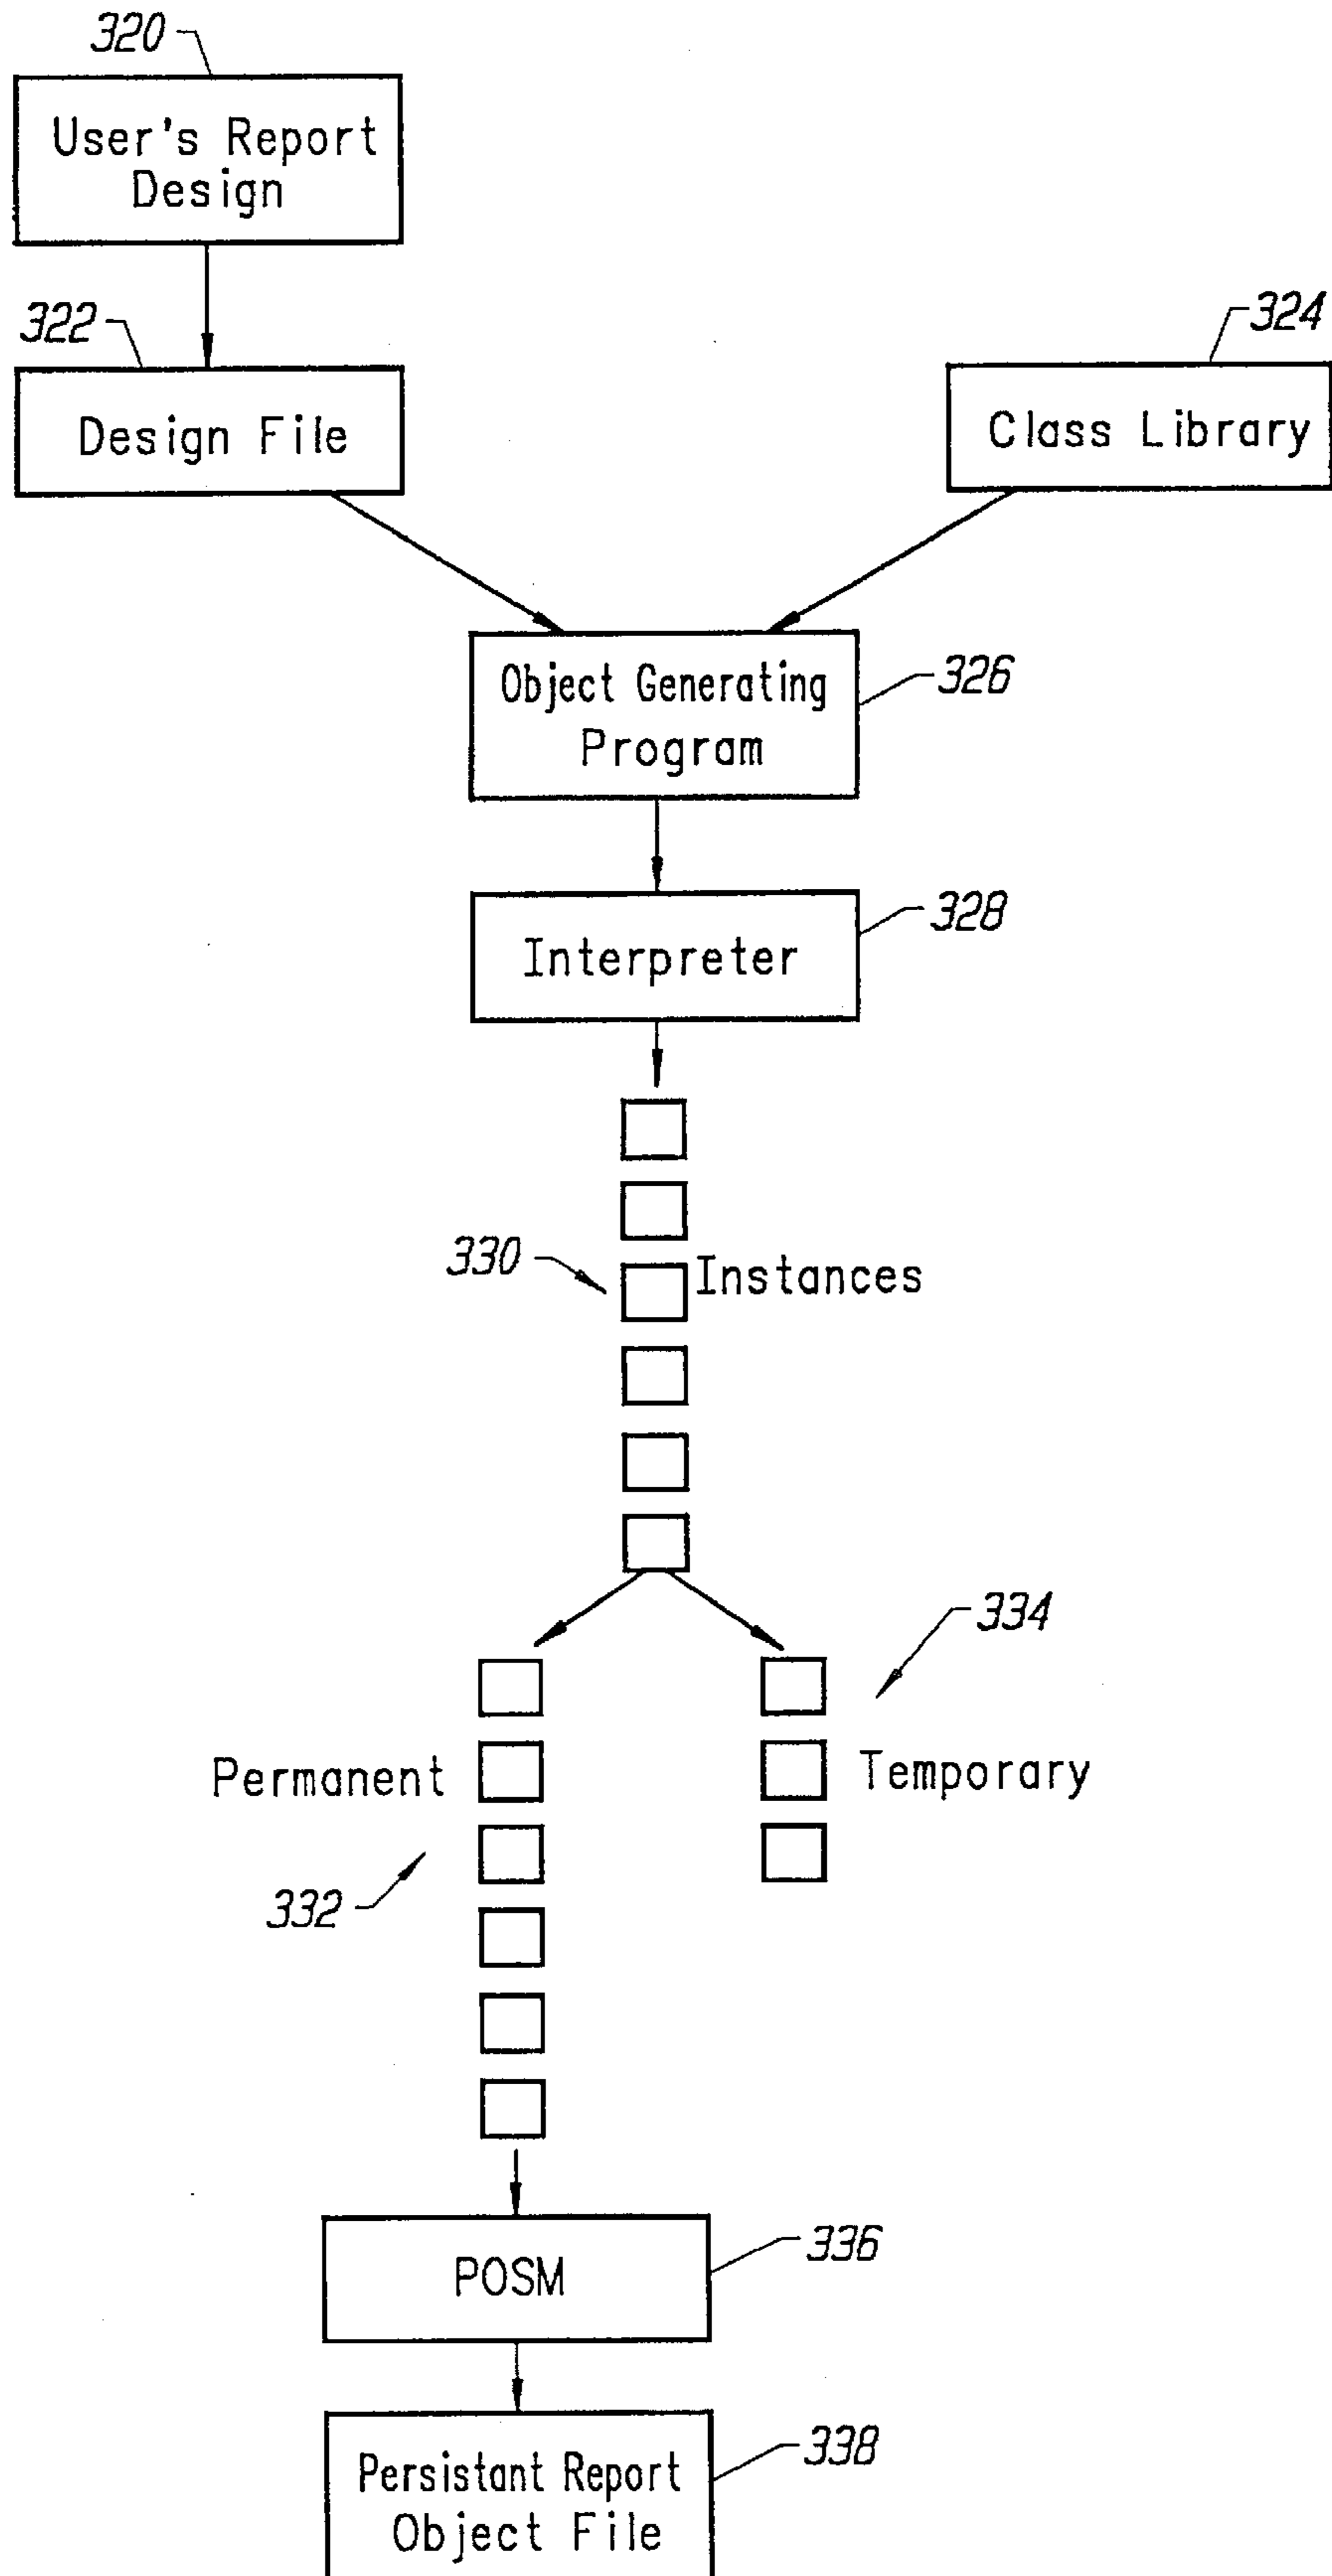 320
User's Report
Design
322
Design File
324
Class Library
Object Generating
Program
326
Interpreter
328
330
Instances
334
Permanent
Temporary
332
POSM
336
Persistant Report
Object File
338